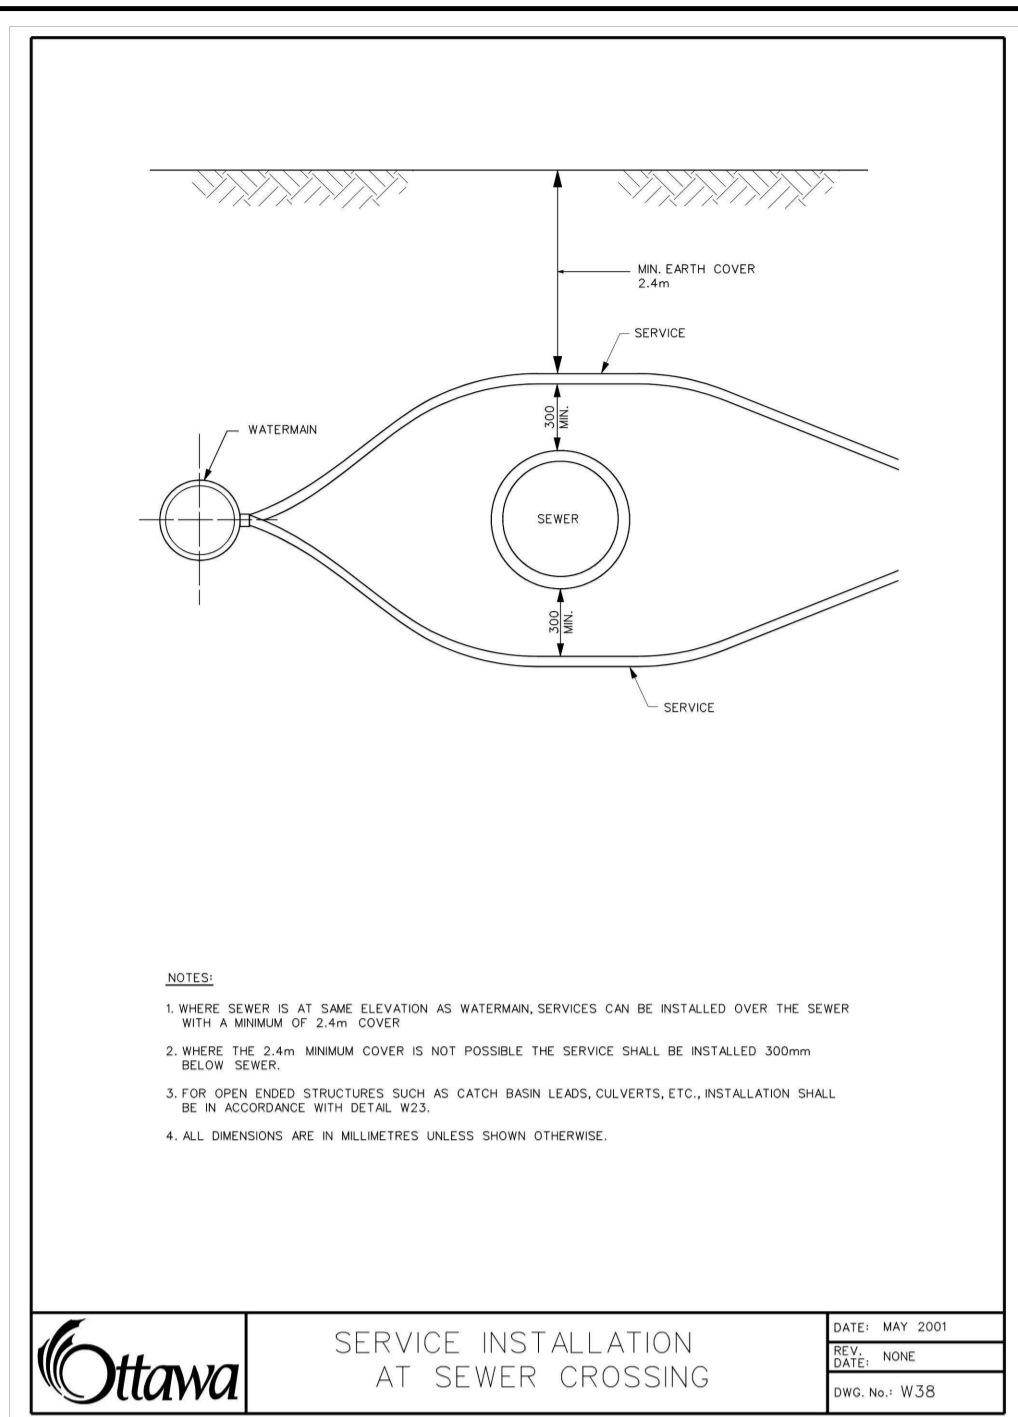 MIN. EARTH COVER
2.4m
SERVICE
300
MIN.
WATERMAIN
SEWER
300
MIN.
SERVICE
NOTES:
1. WHERE SEWER IS AT SAME ELEVATION AS WATERMAIN, SERVICES CAN BE INSTALLED OVER THE SEWER
WITH A MINIMUM OF 2.4m COVER
2. WHERE THE 2.4m MINIMUM COVER IS NOT POSSIBLE THE SERVICE SHALL BE INSTALLED 300mm
BELOW SEWER.
3. FOR OPEN ENDED STRUCTURES SUCH AS CATCH BASIN LEADS, CULVERTS, ETC., INSTALLATION SHALL
BE IN ACCORDANCE WITH DETAIL W23.
4. ALL DIMENSIONS ARE IN MILLIMETRES UNLESS SHOWN OTHERWISE.
Ottawa
SERVICE INSTALLATION
AT SEWER CROSSING
DATE: MAY 2001
REV.
DATE: NONE
DWG. No.: W38